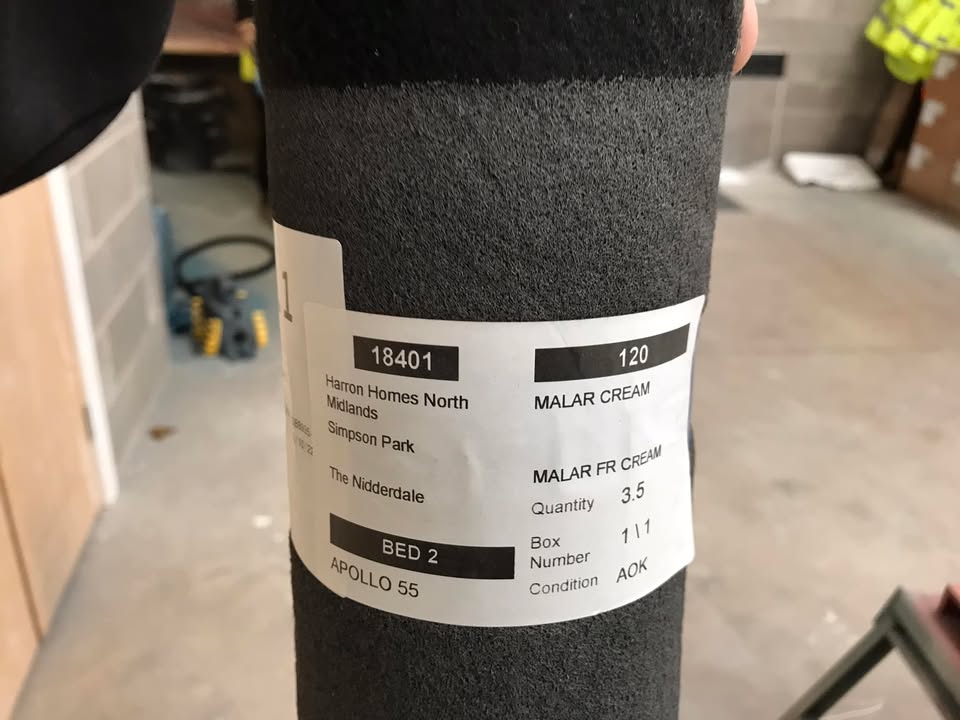 1
18401
Harron Homes North
Midlands
Simpson Park
The Nidderdale
BED 2
APOLLO 55
120
MALAR CREAM
MALAR FR CREAM
Quantity 3.5
Box
Number 1 \ 1
Condition AOK